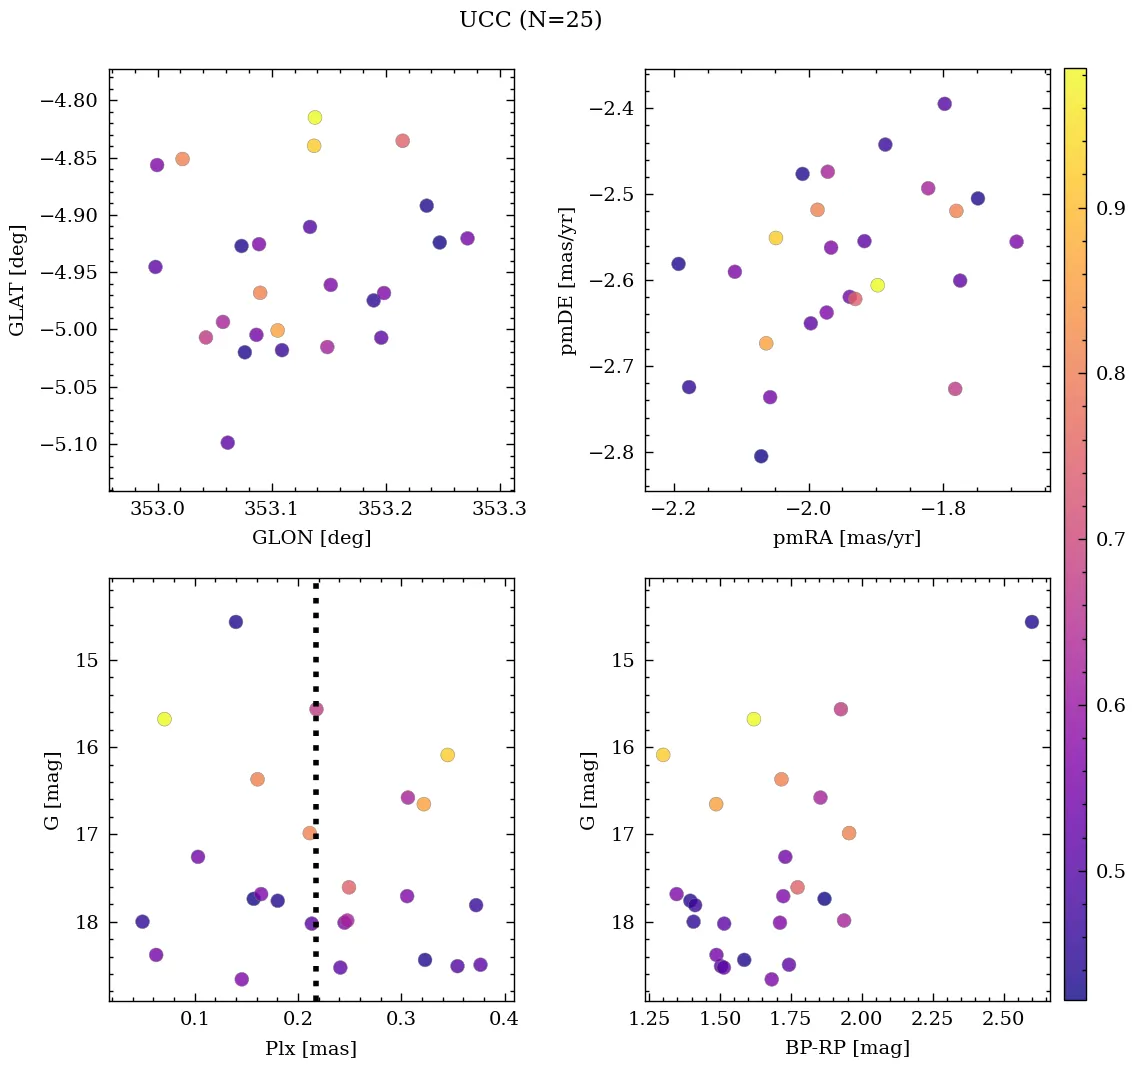 UCC (N=25)
−4.80
−4.85
−4.90
−4.95
−5.00
−5.05
−5.10
GLAT [deg]
353.0 353.1 353.2 353.3
GLON [deg]
−2.4
−2.5
−2.6
−2.7
−2.8
pmDE [mas/yr]
−2.2 −2.0 −1.8
pmRA [mas/yr]
15
16
17
18
G [mag]
0.1 0.2 0.3 0.4
Plx [mas]
15
16
17
18
G [mag]
1.25 1.50 1.75 2.00 2.25 2.50
BP-RP [mag]
0.9
0.8
0.7
0.6
0.5